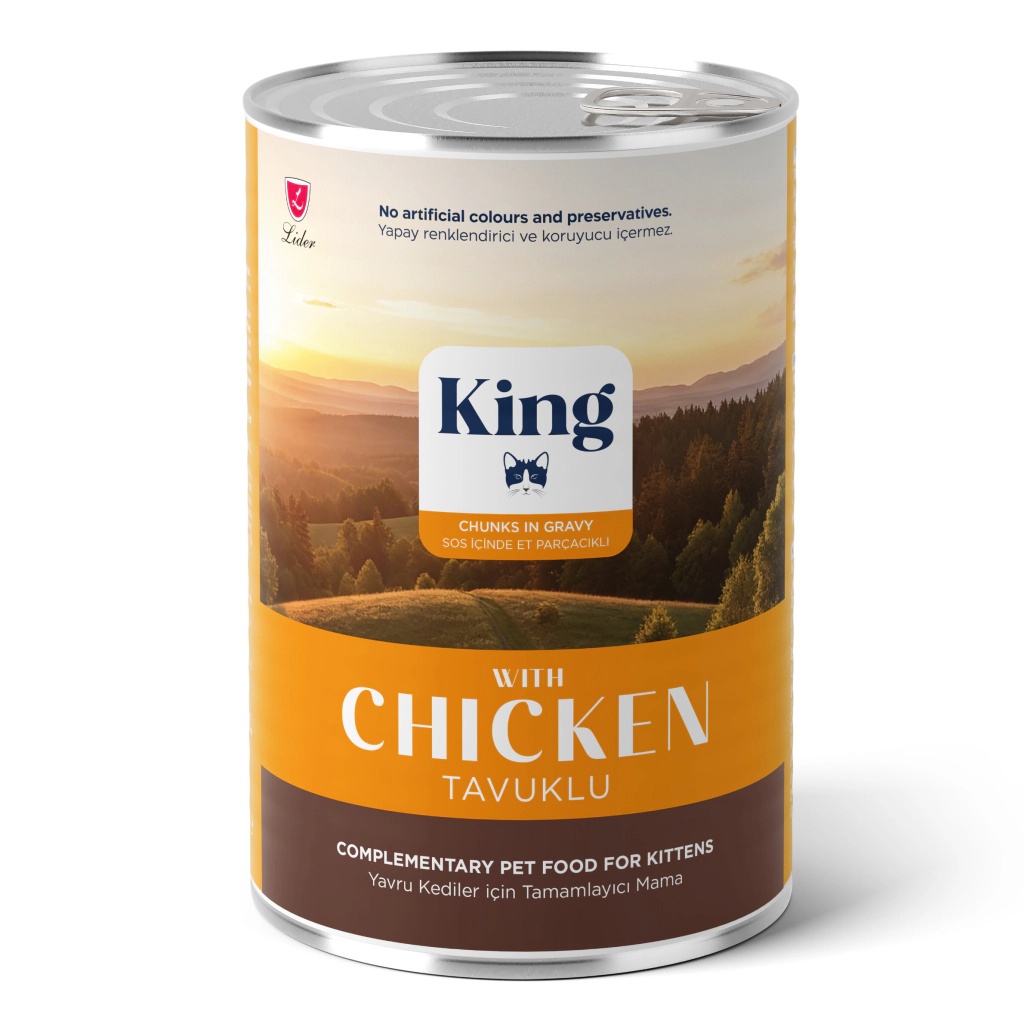 Lider
No artificial colours and preservatives.
Yapay renklendirici ve koruyucu içermez.
King
CHUNKS IN GRAVY
SOS İÇİNDE ET PARÇACIKLI
WITH
CHICKEN
TAVUKLU
COMPLEMENTARY PET FOOD FOR KITTENS
Yavru Kediler için Tamamlayıcı Mama